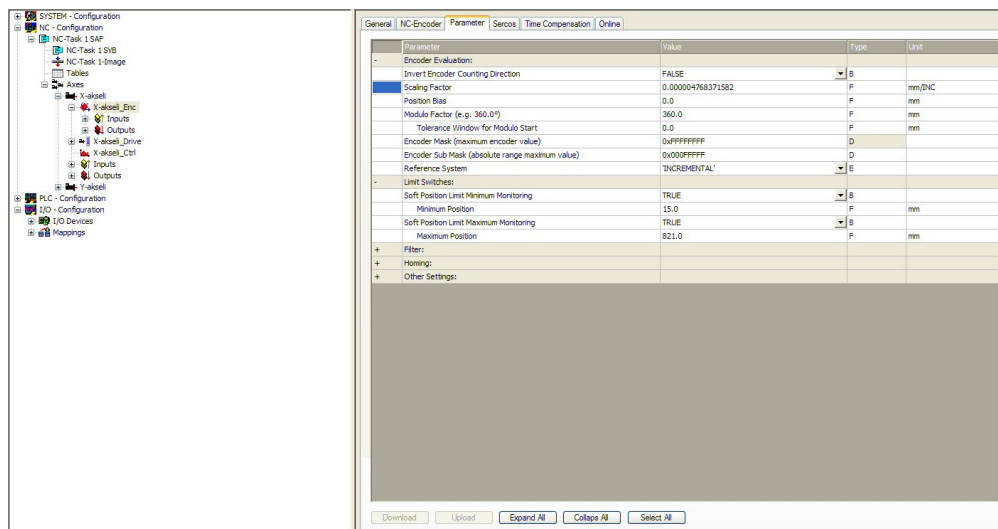 SYSTEM - Configuration
NC - Configuration
NC-Task 1 SAF
NC-Task 1 SVB
NC-Task 1-Image
Tables
Axes
X-akseli
X-akseli_Enc
Inputs
Outputs
X-akseli_Drive
X-akseli_Ctrl
Inputs
Outputs
Y-akseli
PLC - Configuration
I/O - Configuration
I/O Devices
Mappings
General NC-Encoder Parameter Sercos Time Compensation Online
Parameter Value Type Unit
- Encoder Evaluation:
Invert Encoder Counting Direction FALSE B
Scaling Factor 0.000004768371582 F mm/INC
Position Bias 0.0 F mm
Modulo Factor (e.g. 360.0°) 360.0 F mm
Tolerance Window for Modulo Start 0.0 F mm
Encoder Mask (maximum encoder value) 0xFFFFFFFF D
Encoder Sub Mask (absolute range maximum value) 0x000FFFFF D
Reference System 'INCREMENTAL' E
- Limit Switches:
Soft Position Limit Minimum Monitoring TRUE B
Minimum Position 15.0 F mm
Soft Position Limit Maximum Monitoring TRUE B
Maximum Position 821.0 F mm
+ Filter:
+ Homing:
+ Other Settings:
Download Upload Expand All Collaps All Select All